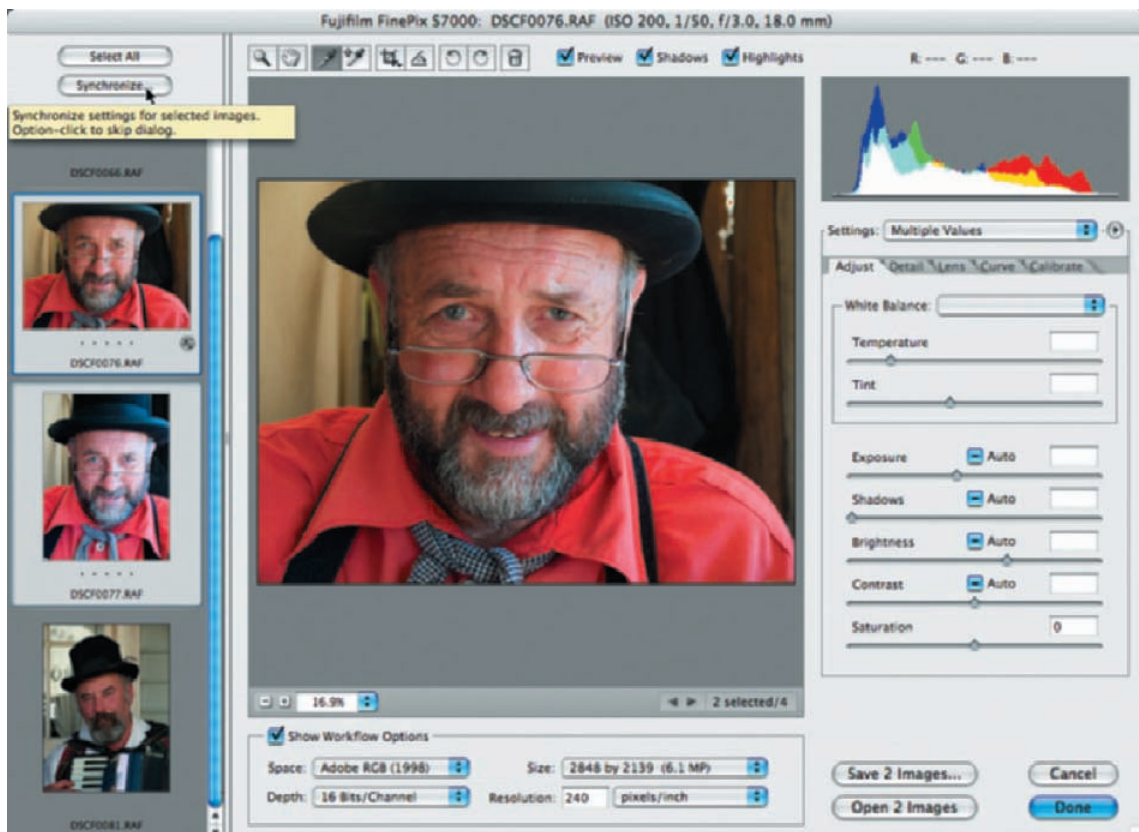 Fujifilm FinePix S7000: DSCF0076.RAF (ISO 200, 1/50, f/3.0, 18.0 mm)
Select All
Synchronize...
Synchronize settings for selected images.
Option-click to skip dialog.
DSCF0066.RAF
DSCF0076.RAF
DSCF0077.RAF
DSCF0081.RAF
Preview Shadows Highlights
R: --- G: --- B: ---
Settings: Multiple Values
Adjust Detail Lens Curve Calibrate
White Balance:
Temperature
Tint
Exposure Auto
Shadows Auto
Brightness Auto
Contrast Auto
Saturation 0
16.9% 2 selected/4
Show Workflow Options
Space: Adobe RGB (1998) Size: 2848 by 2139 (6.1 MP)
Depth: 16 Bits/Channel Resolution: 240 pixels/inch
Save 2 Images... Cancel
Open 2 Images Done